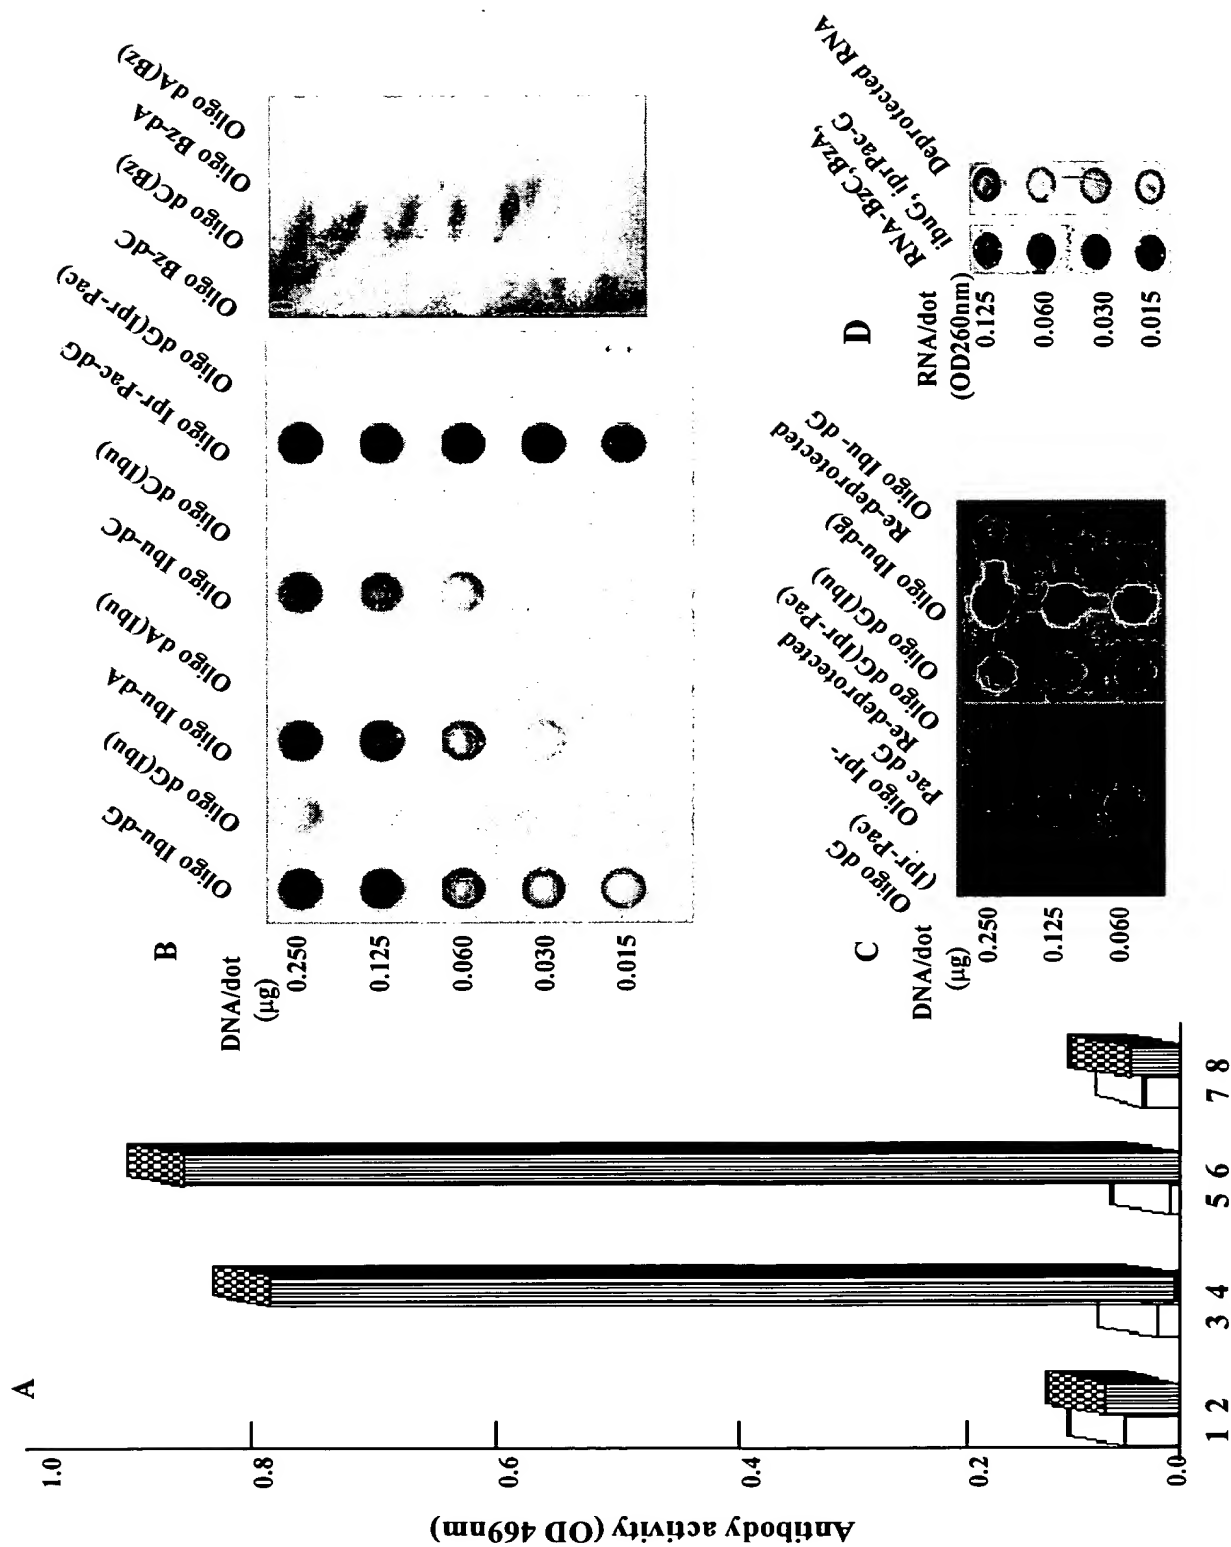 A
Antibody activity (OD 469nm)
1.0
0.8
0.6
0.4
0.2
0.0
1 2 3 4 5 6 7 8
B
DNA/dot
(µg)
0.250
0.125
0.060
0.030
0.015
Oligo Ibu-dG
Oligo dG(Ibu)
Oligo Ibu-dA
Oligo dA(Ibu)
Oligo Ibu-dC
Oligo dC(Ibu)
Oligo Ipr-Pac-dG
Oligo dG(Ipr-Pac)
Oligo Bz-dC
Oligo dC(Bz)
Oligo Bz-dA
Oligo dA(Bz)
C
DNA/dot
(µg)
0.250
0.125
0.060
Oligo dG
(Ipr-Pac)
Oligo Ipr-
Pac dG
Re-deprotected
Oligo dG(Ipr-Pac)
Oligo dG(Ibu)
Oligo Ibu-dg)
Re-deprotected
Oligo Ibu- dG
D
RNA/dot
(OD260nm)
0.125
0.060
0.030
0.015
RNA-BzC,BzA,
ibuG, iprPac-G
Deprotected RNA